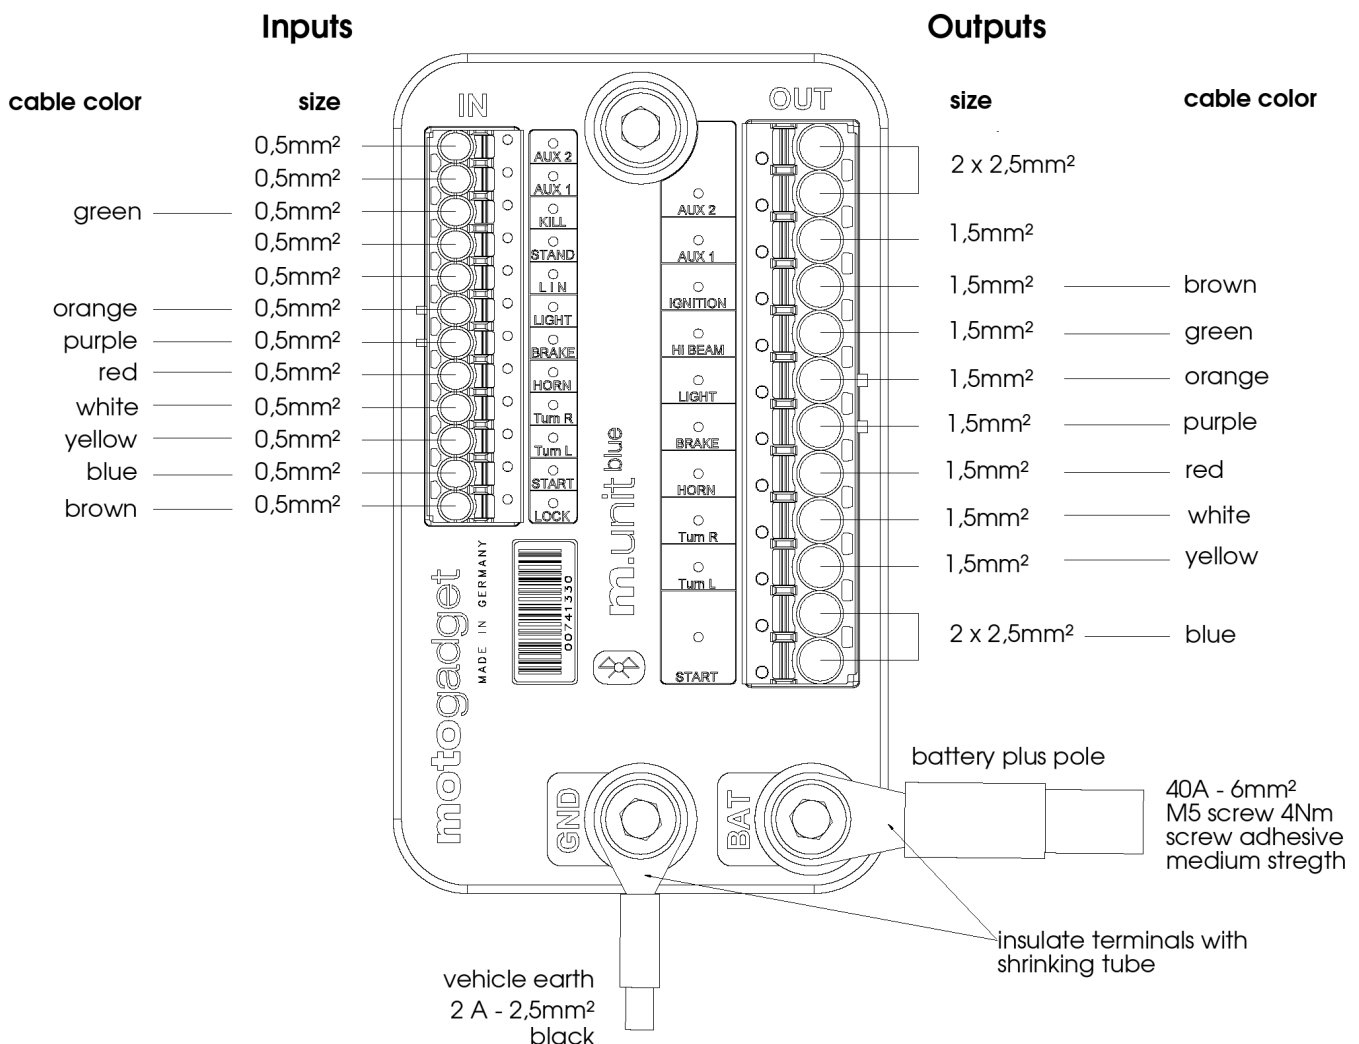 Inputs
Outputs
cable color
size
IN
OUT
size
cable color
0,5mm²
AUX 2
0,5mm²
AUX 1
green
0,5mm²
KILL
0,5mm²
STAND
0,5mm²
LIN
orange
0,5mm²
LIGHT
purple
0,5mm²
BRAKE
red
0,5mm²
HORN
white
0,5mm²
Turn R
yellow
0,5mm²
Turn L
blue
0,5mm²
START
brown
0,5mm²
LOCK
AUX 2
2 x 2,5mm²
AUX 1
1,5mm²
IGNITION
1,5mm²
brown
HI BEAM
1,5mm²
green
LIGHT
1,5mm²
orange
BRAKE
1,5mm²
purple
HORN
1,5mm²
red
Turn R
1,5mm²
white
Turn L
1,5mm²
yellow
START
2 x 2,5mm²
blue
motogadget
MADE IN GERMANY
00741330
m.unit blue
GND
BAT
battery plus pole
40A - 6mm²
M5 screw 4Nm
screw adhesive
medium stregth
insulate terminals with
shrinking tube
vehicle earth
2 A - 2,5mm²
black